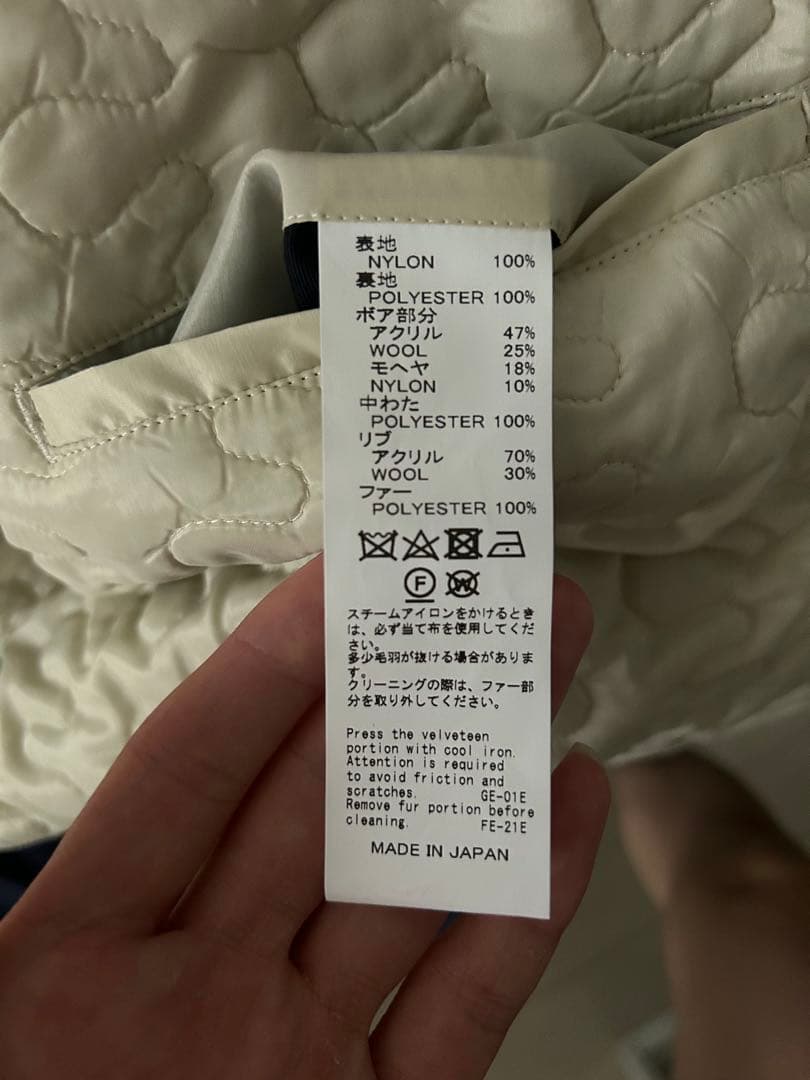 表地
NYLON 100%
裏地
POLYESTER 100%
ボア部分
アクリル 47%
WOOL 25%
モヘヤ 18%
NYLON 10%
中わた
POLYESTER 100%
リブ
アクリル 70%
WOOL 30%
ファー
POLYESTER 100%
F W
スチームアイロンをかけるとき
は、必ず当て布を使用してくだ
さい。
多少毛羽が抜ける場合がありま
す。
クリーニングの際は、ファー部
分を取り外してください。
Press the velveteen
portion with cool iron.
Attention is required
to avoid friction and
scratches. GE-01E
Remove fur portion before
cleaning. FE-21E
MADE IN JAPAN